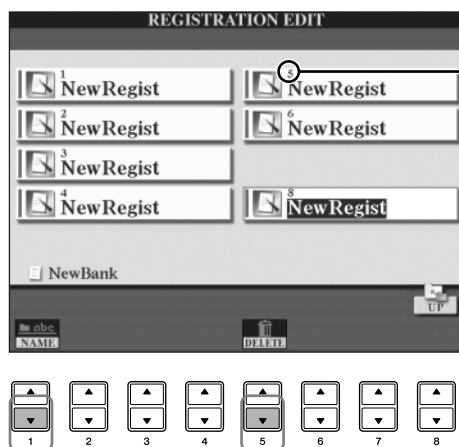 REGISTRATION EDIT
1
NewRegist
2
NewRegist
3
NewRegist
4
NewRegist
5
NewRegist
6
NewRegist
8
NewRegist
NewBank
UP
abc
NAME
DELETE
1 2 3 4 5 6 7 8